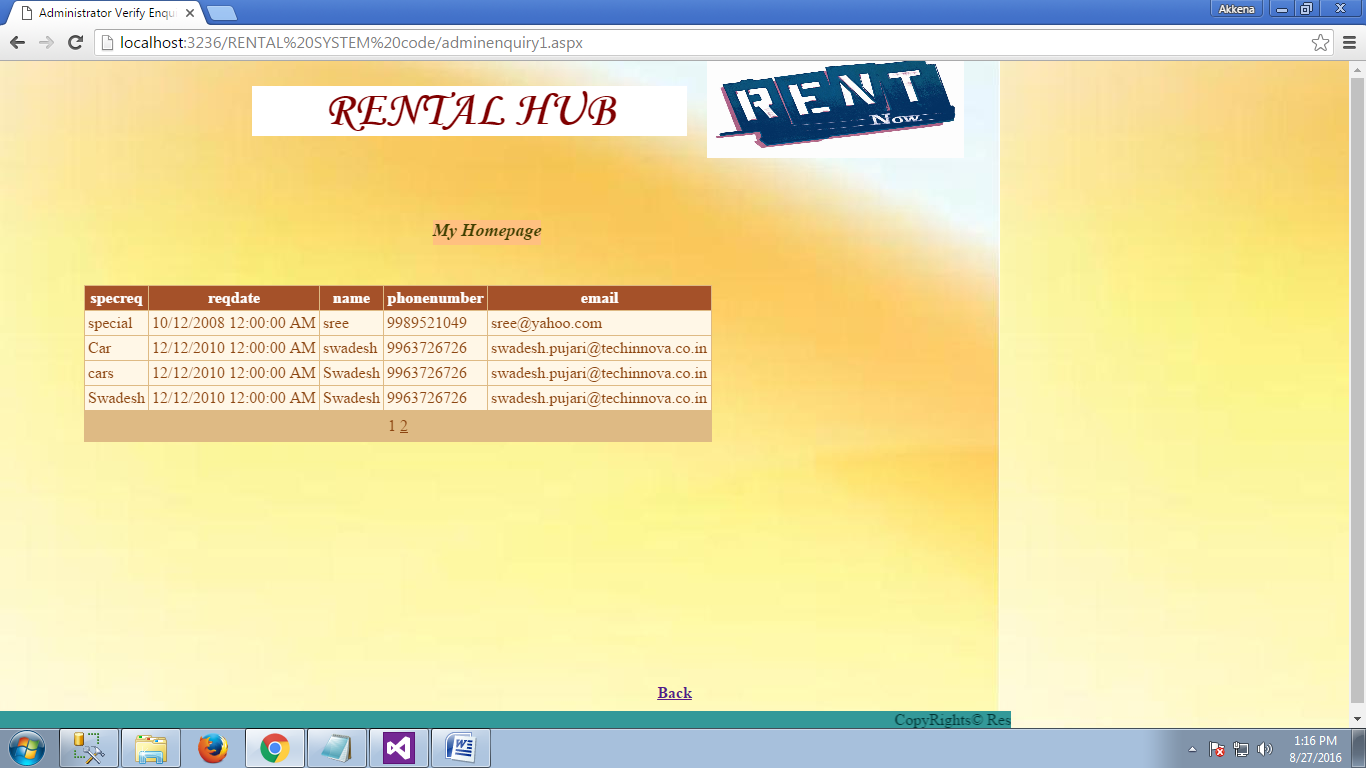 Administrator Verify Enqu
Akkena
localhost:3236/RENTAL%20SYSTEM%20code/adminenquiry1.aspx
RENTAL HUB
RENT
Now.
My Homepage
specreq reqdate name phonenumber email
special 10/12/2008 12:00:00 AM sree 9989521049 sree@yahoo.com
Car 12/12/2010 12:00:00 AM swadesh 9963726726 swadesh.pujari@techinnova.co.in
cars 12/12/2010 12:00:00 AM Swadesh 9963726726 swadesh.pujari@techinnova.co.in
Swadesh 12/12/2010 12:00:00 AM Swadesh 9963726726 swadesh.pujari@techinnova.co.in
1 2
Back
CopyRights© Res
1:16 PM
8/27/2016